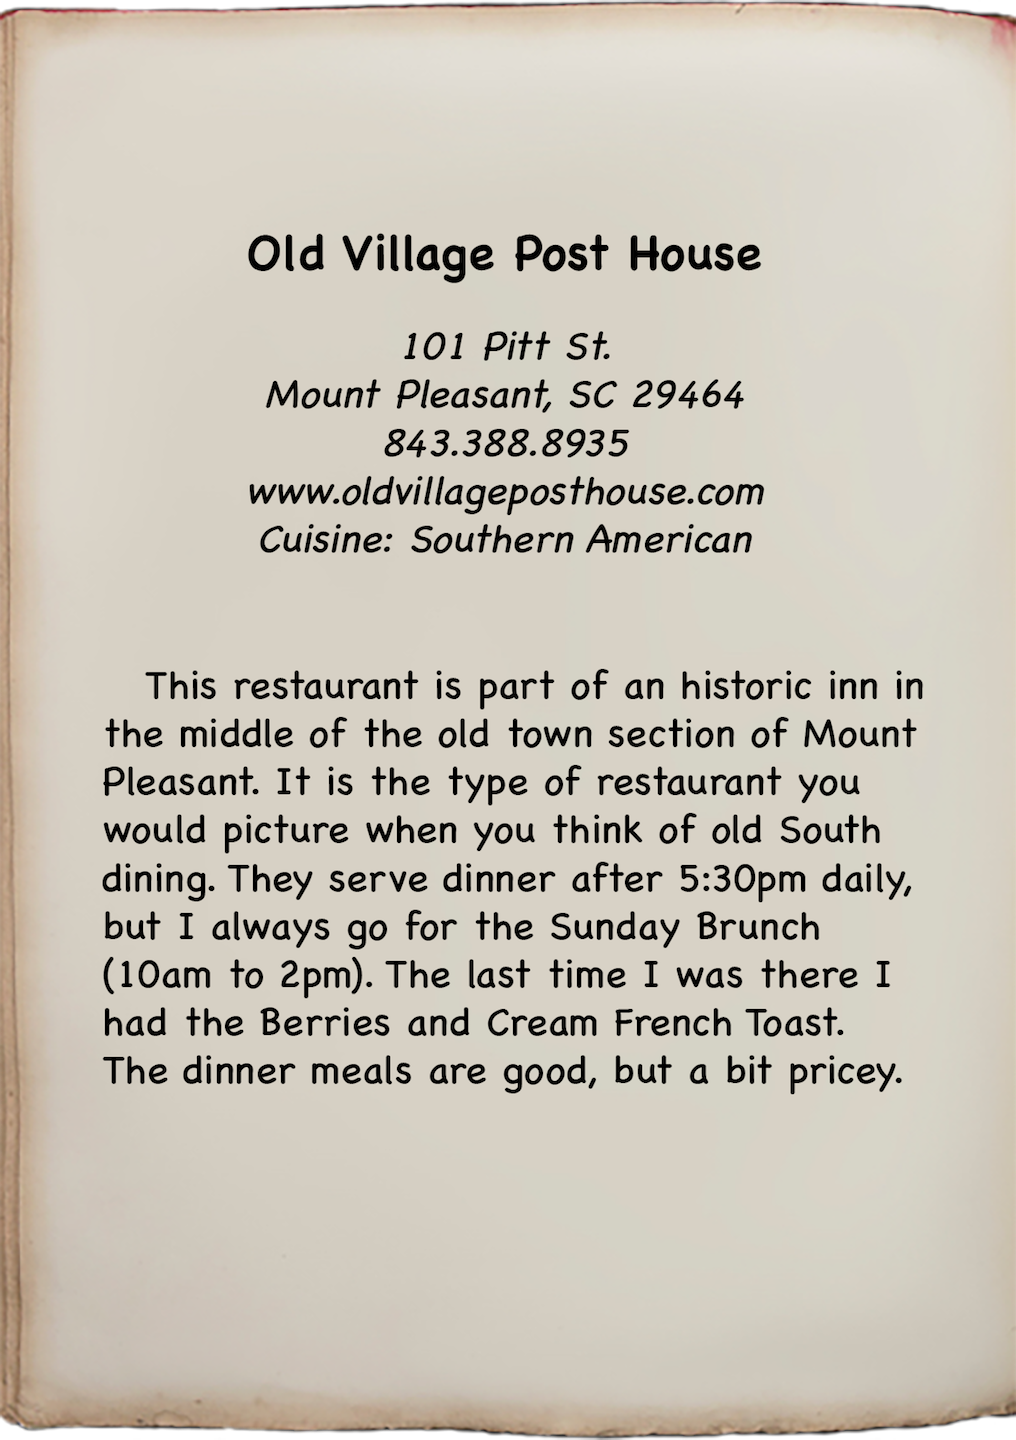 Old Village Post House
101 Pitt St.
Mount Pleasant, SC 29464
843.388.8935
www.oldvillageposthouse.com
Cuisine: Southern American
This restaurant is part of an historic inn in
the middle of the old town section of Mount
Pleasant. It is the type of restaurant you
would picture when you think of old South
dining. They serve dinner after 5:30pm daily,
but I always go for the Sunday Brunch
(10am to 2pm). The last time I was there I
had the Berries and Cream French Toast.
The dinner meals are good, but a bit pricey.